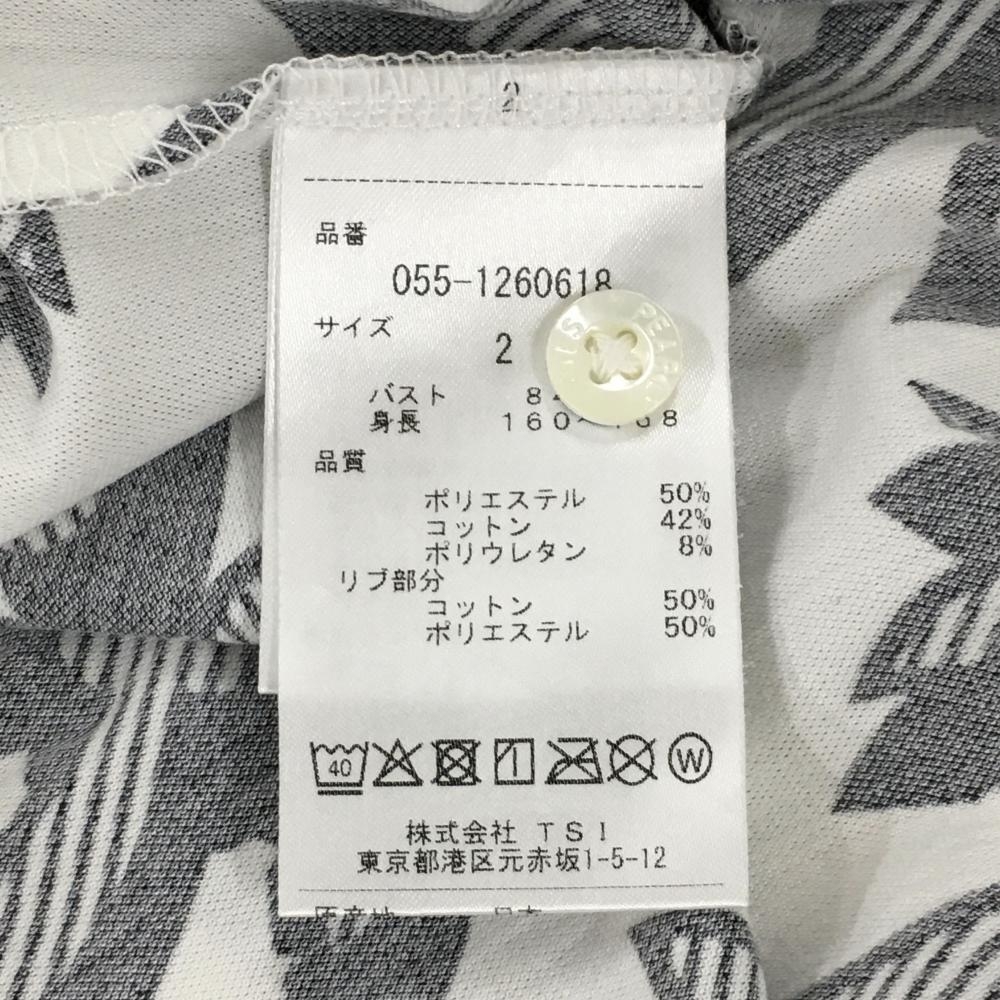 2
品番
055-1260618
サイズ
2
バスト
身長
品質
ポリエステル 50%
コットン 42%
ポリウレタン 8%
リブ部分
コットン 50%
ポリエステル 50%
40
W
株式会社 TSI
東京都港区元赤坂1-5-12